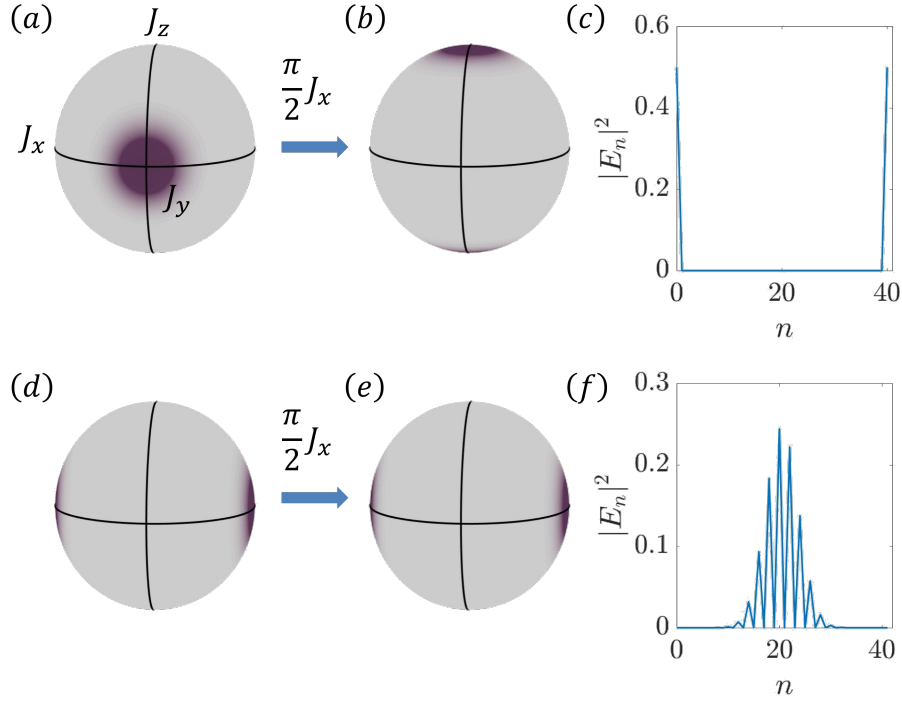 (a)
J_z
J_x
J_y
π/2 J_x
(b)
(c)
0.6
0.4
0.2
0
|E_n|^2
0 20 40
n
(d)
π/2 J_x
(e)
(f)
0.3
0.2
0.1
0
|E_n|^2
0 20 40
n